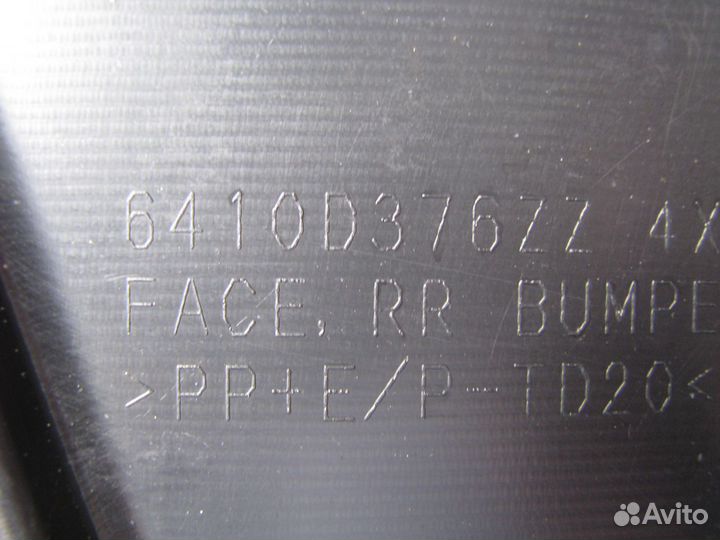 6410D376ZZ 4X
FACE, RR BUMPE
>PP+E/P-TD20<
Avito